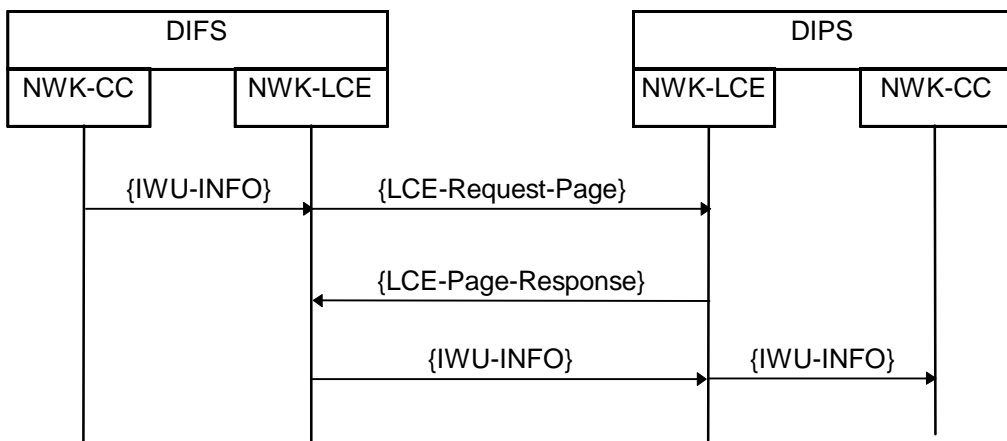 DIFS
DIPS
NWK-CC
NWK-LCE
NWK-LCE
NWK-CC
{IWU-INFO}
{LCE-Request-Page}
{LCE-Page-Response}
{IWU-INFO}
{IWU-INFO}